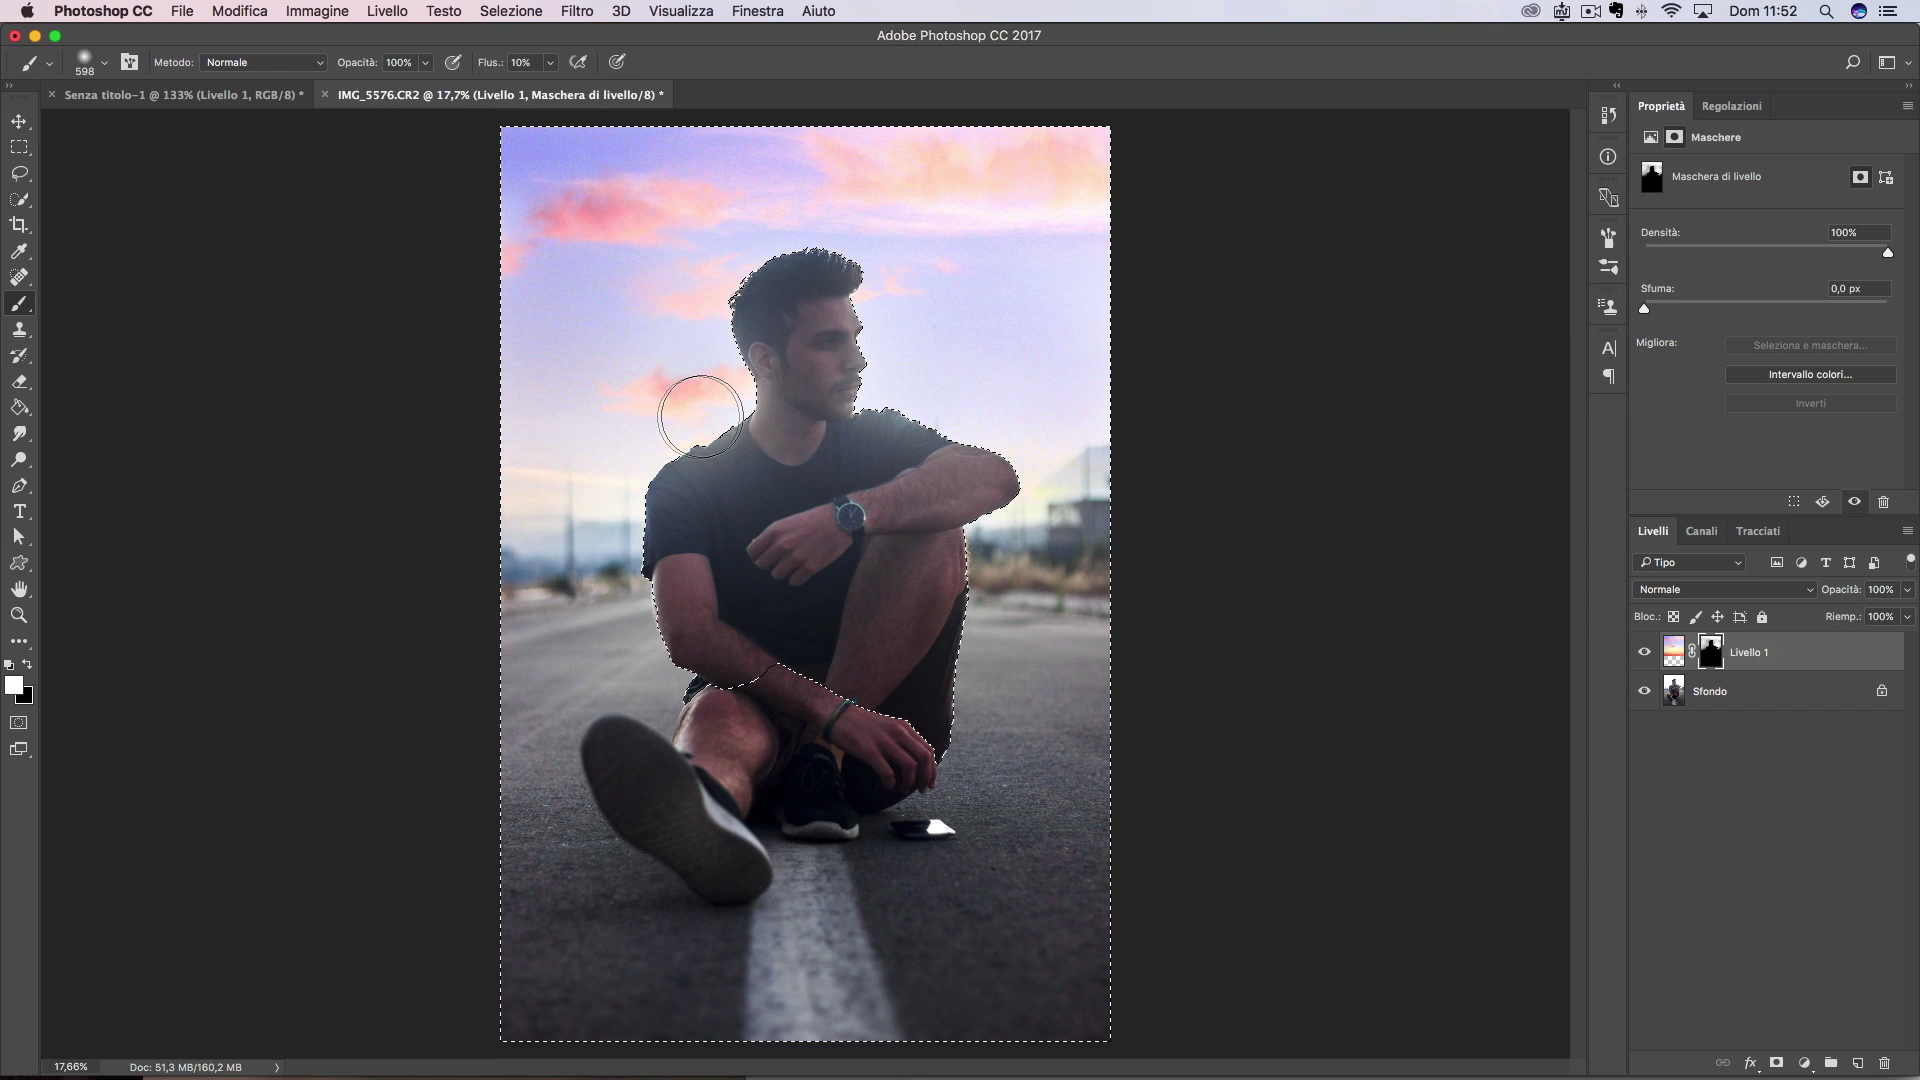 Photoshop CC File Modifica Immagine Livello Testo Selezione Filtro 3D Visualizza Finestra Aiuto Dom 11:52
Adobe Photoshop CC 2017
598 Metodo: Normale Opacità: 100% Flus.: 10%
Senza titolo-1 @ 133% (Livello 1, RGB/8) * IMG_5576.CR2 @ 17,7% (Livello 1, Maschera di livello/8) *
Proprietà Regolazioni
Maschere
Maschera di livello
Densità: 100%
Sfuma: 0,0 px
Migliora: Seleziona e maschera...
Intervallo colori...
Inverti
Livelli Canali Tracciati
Tipo
Normale Opacità: 100%
Bloc.: Riemp.: 100%
Livello 1
Sfondo
17,66% Doc: 51,3 MB/160,2 MB